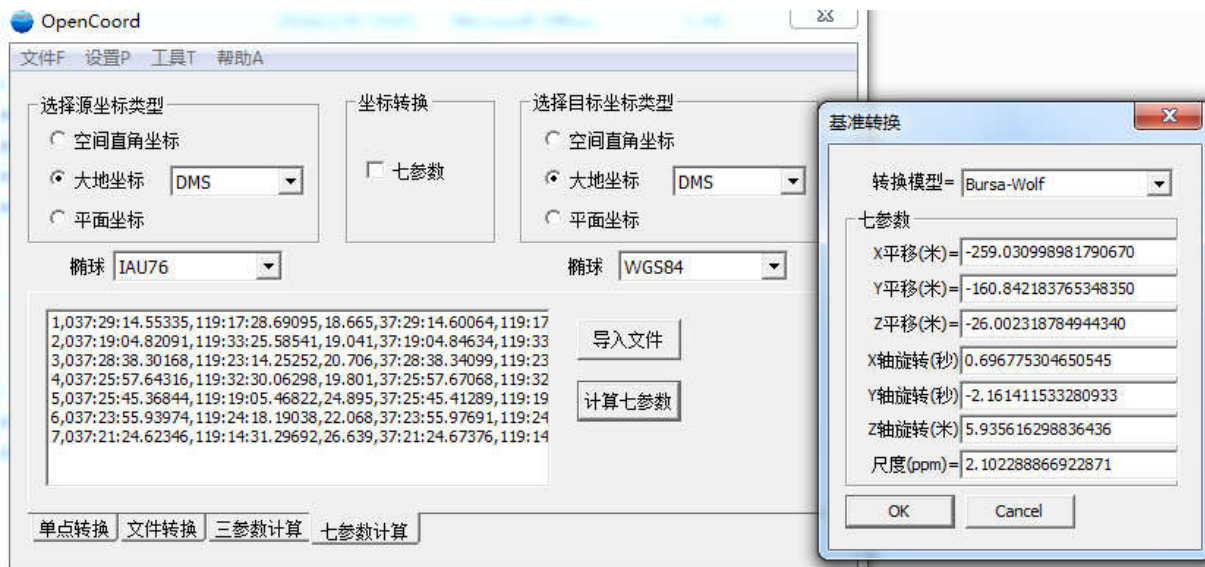 OpenCoord
文件F 设置P 工具T 帮助A
选择源坐标类型
空间直角坐标
大地坐标 DMS
平面坐标
椭球 IAU76
坐标转换
七参数
选择目标坐标类型
空间直角坐标
大地坐标 DMS
平面坐标
椭球 WGS84
1,037:29:14.55335,119:17:28.69095,18.665,37:29:14.60064,119:17
2,037:19:04.82091,119:33:25.58541,19.041,37:19:04.84634,119:33
3,037:28:38.30168,119:23:14.25252,20.706,37:28:38.34099,119:23
4,037:25:57.64316,119:32:30.06298,19.801,37:25:57.67068,119:32
5,037:25:45.36844,119:19:05.46822,24.895,37:25:45.41289,119:19
6,037:23:55.93974,119:24:18.19038,22.068,37:23:55.97691,119:24
7,037:21:24.62346,119:14:31.29692,26.639,37:21:24.67376,119:14
导入文件
计算七参数
单点转换 文件转换 三参数计算 七参数计算
基准转换
转换模型= Bursa-Wolf
七参数
X平移(米)= -259.030998981790670
Y平移(米)= -160.842183765348350
Z平移(米)= -26.002318784944340
X轴旋转(秒) 0.696775304650545
Y轴旋转(秒) -2.161411533280933
Z轴旋转(米) 5.935616298836436
尺度(ppm)= 2.102288866922871
OK Cancel